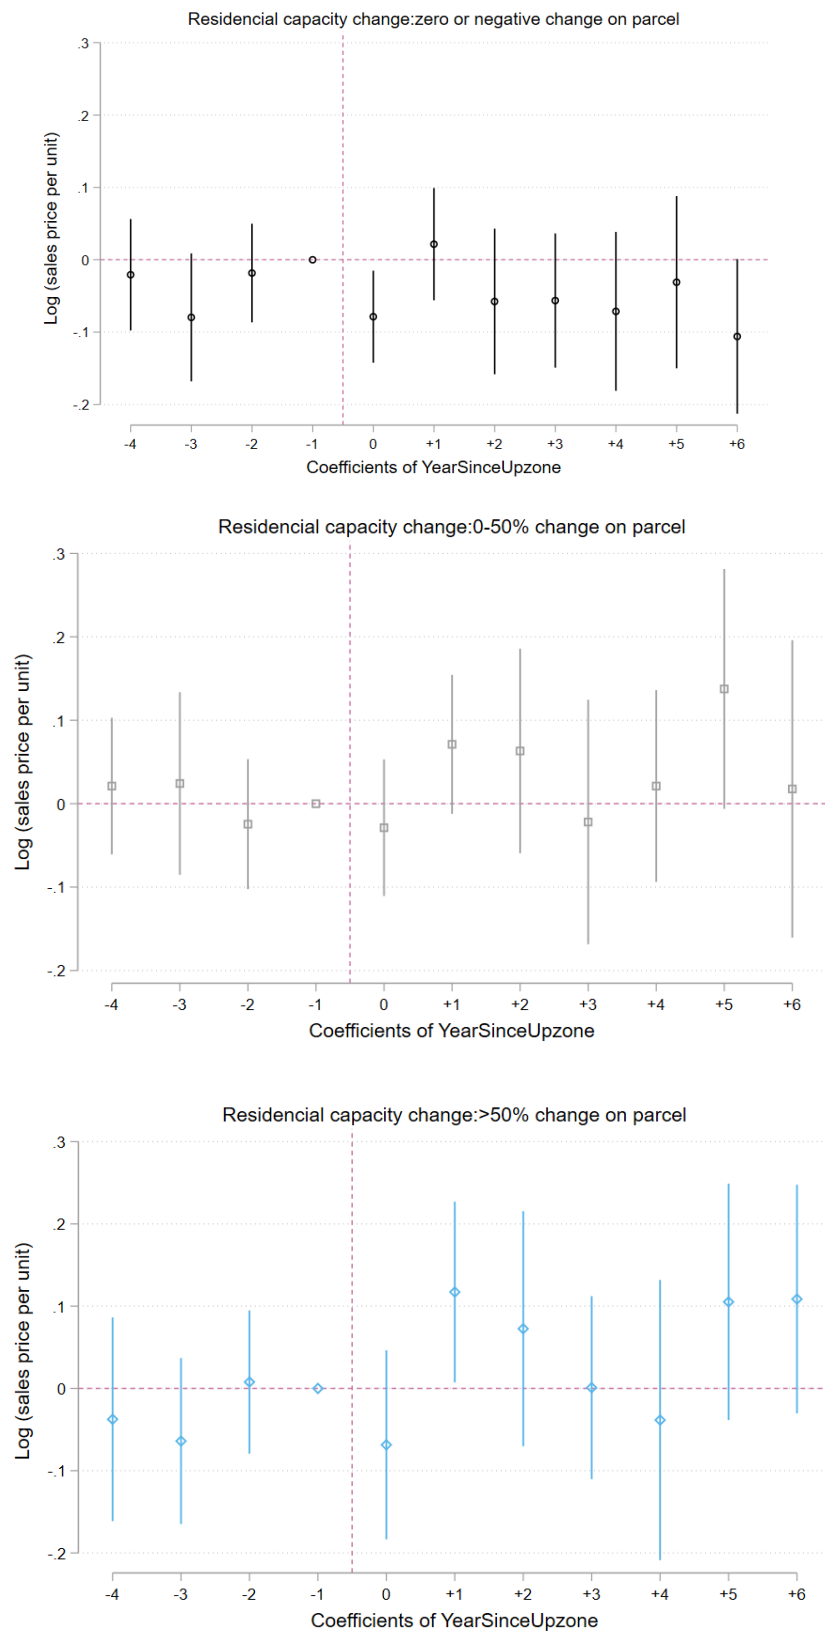 Residencial capacity change:zero or negative change on parcel
.3
.2
.1
0
-.1
-.2
Log (sales price per unit)
-4 -3 -2 -1 0 +1 +2 +3 +4 +5 +6
Coefficients of YearSinceUpzone
Residencial capacity change:0-50% change on parcel
.3
.2
.1
0
-.1
-.2
Log (sales price per unit)
-4 -3 -2 -1 0 +1 +2 +3 +4 +5 +6
Coefficients of YearSinceUpzone
Residencial capacity change:>50% change on parcel
.3
.2
.1
0
-.1
-.2
Log (sales price per unit)
-4 -3 -2 -1 0 +1 +2 +3 +4 +5 +6
Coefficients of YearSinceUpzone